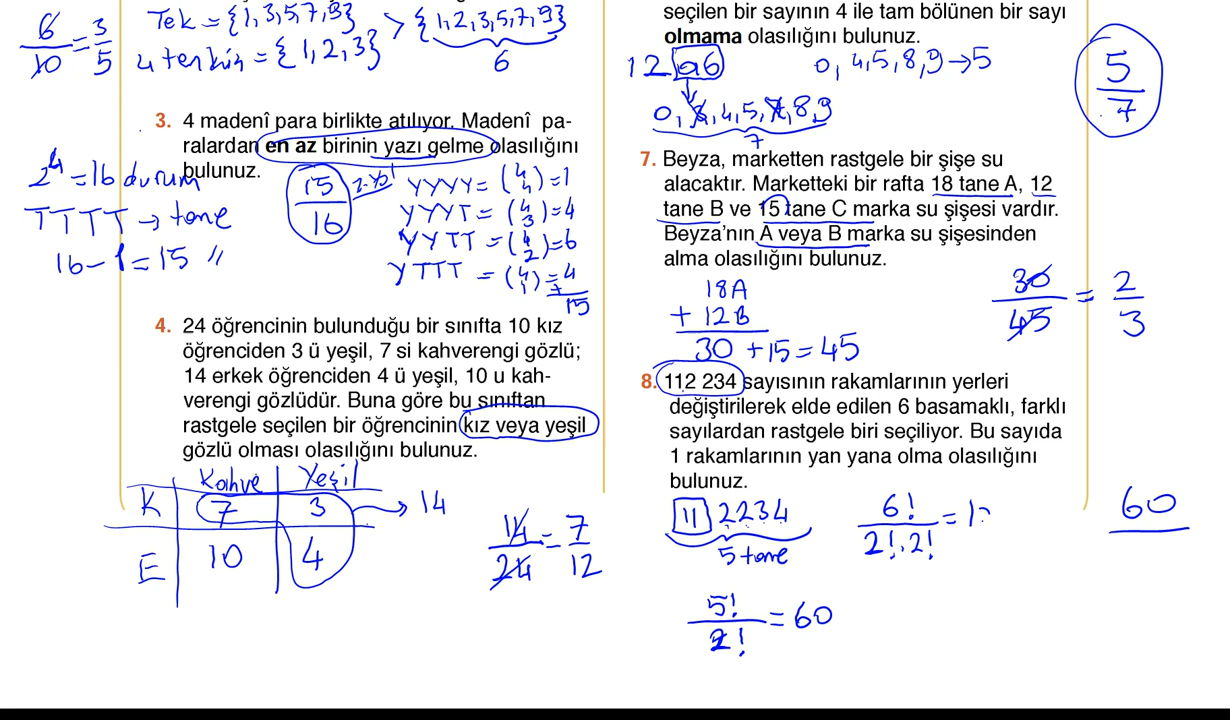 6/10 = 3/5
Tek = {1,3,5,7,9}
4 ten küç = {1,2,3}
> {1,2,3,5,7,9}
6
3. 4 madenî para birlikte atılıyor. Madenî pa-
ralardan en az birinin yazı gelme olasılığını
bulunuz.
2^4 = 16 durum
TTTT → 1 tane
16 - 1 = 15 //
15/16
YYYY = (4 4) = 1
YYYT = (4 3) = 4
YYTT = (4 2) = 6
YTTT = (4 1) = 4
+
15
4. 24 öğrencinin bulunduğu bir sınıfta 10 kız
öğrenciden 3 ü yeşil, 7 si kahverengi gözlü;
14 erkek öğrenciden 4 ü yeşil, 10 u kah-
verengi gözlüdür. Buna göre bu sınıftan
rastgele seçilen bir öğrencinin kız veya yeşil
gözlü olması olasılığını bulunuz.
Kahve Yeşil
K 7 3 → 14
E 10 4
14/24 = 7/12
seçilen bir sayının 4 ile tam bölünen bir sayı
olmama olasılığını bulunuz.
12 a6
0, 4,5,8,9 → 5
4,5, 8,9
7
5/7
7. Beyza, marketten rastgele bir şişe su
alacaktır. Marketteki bir rafta 18 tane A, 12
tane B ve 15 tane C marka su şişesi vardır.
Beyza’nın A veya B marka su şişesinden
alma olasılığını bulunuz.
18A
+ 12B
30 + 15 = 45
30/45 = 2/3
8. 112 234 sayısının rakamlarının yerleri
değiştirilerek elde edilen 6 basamaklı, farklı
sayılardan rastgele biri seçiliyor. Bu sayıda
1 rakamlarının yan yana olma olasılığını
bulunuz.
11 2234
5 tane
6!/2!.2! = 1
60
5!/2! = 60